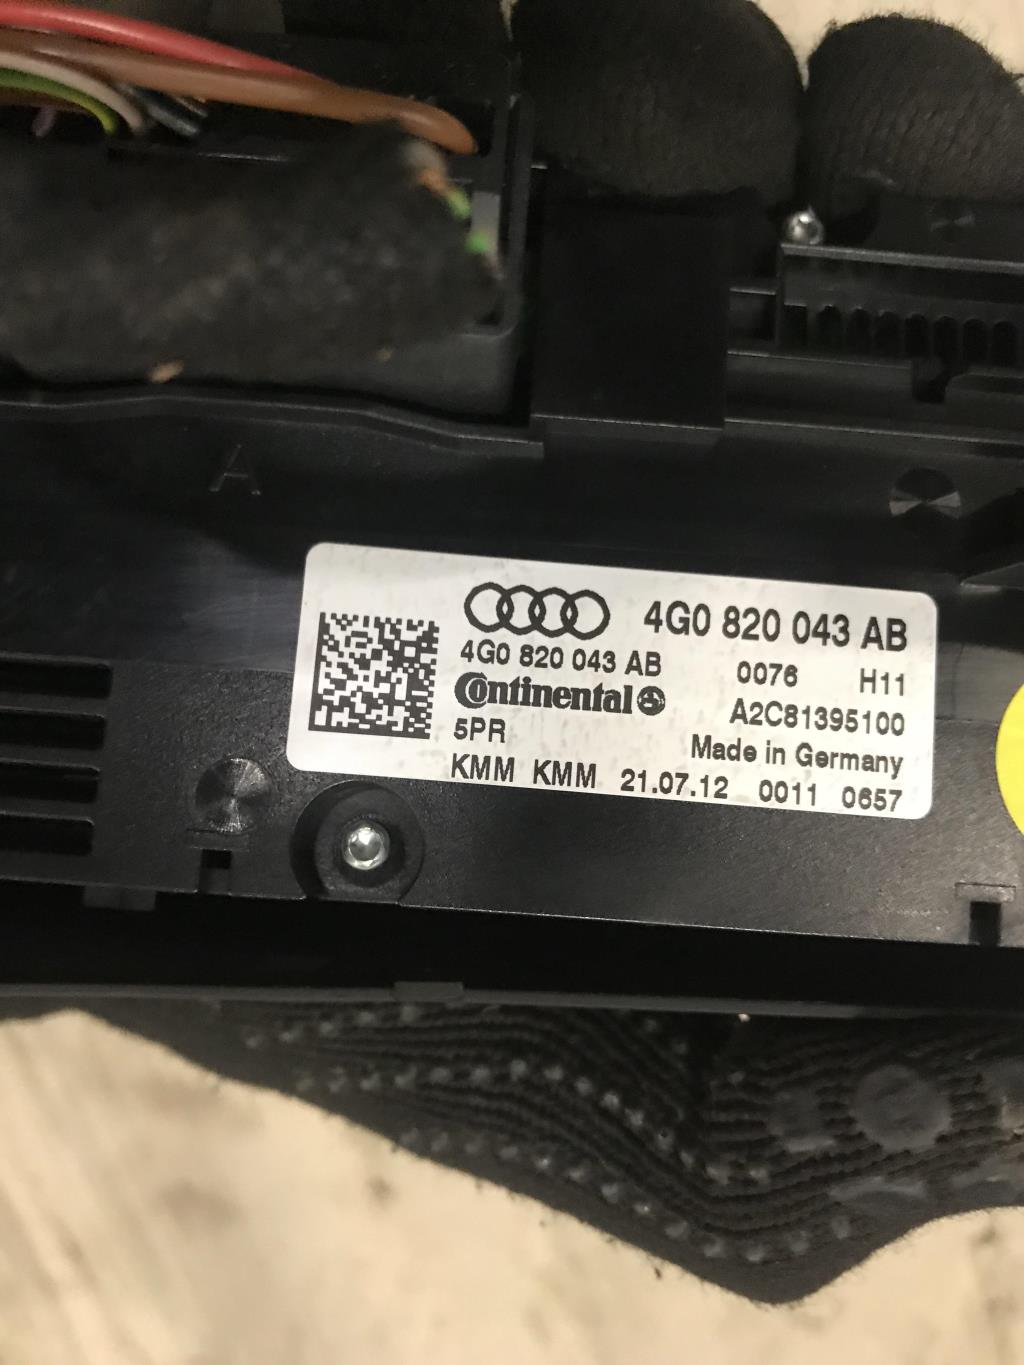 A
4G0 820 043 AB
4G0 820 043 AB
0076 H11
Continental
A2C81395100
5PR
Made in Germany
KMM KMM 21.07.12 0011 0657